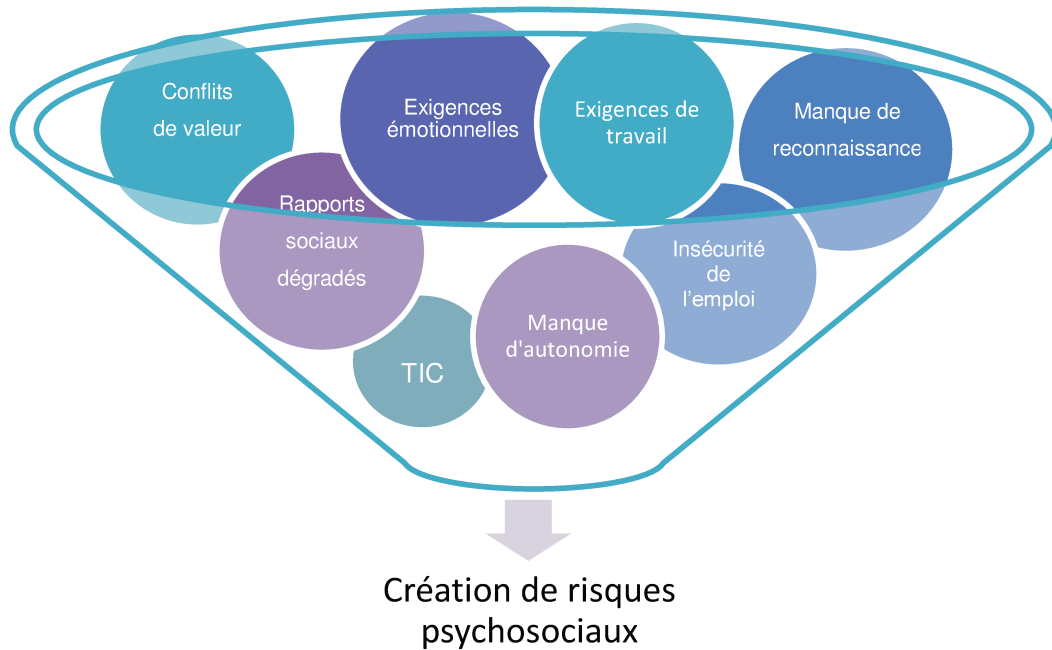 Conflits
de valeur
Exigences
émotionnelles
Exigences de
travail
Manque de
reconnaissance
Rapports
sociaux
dégradés
Insécurité
de
l'emploi
TIC
Manque
d'autonomie
Création de risques
psychosociaux